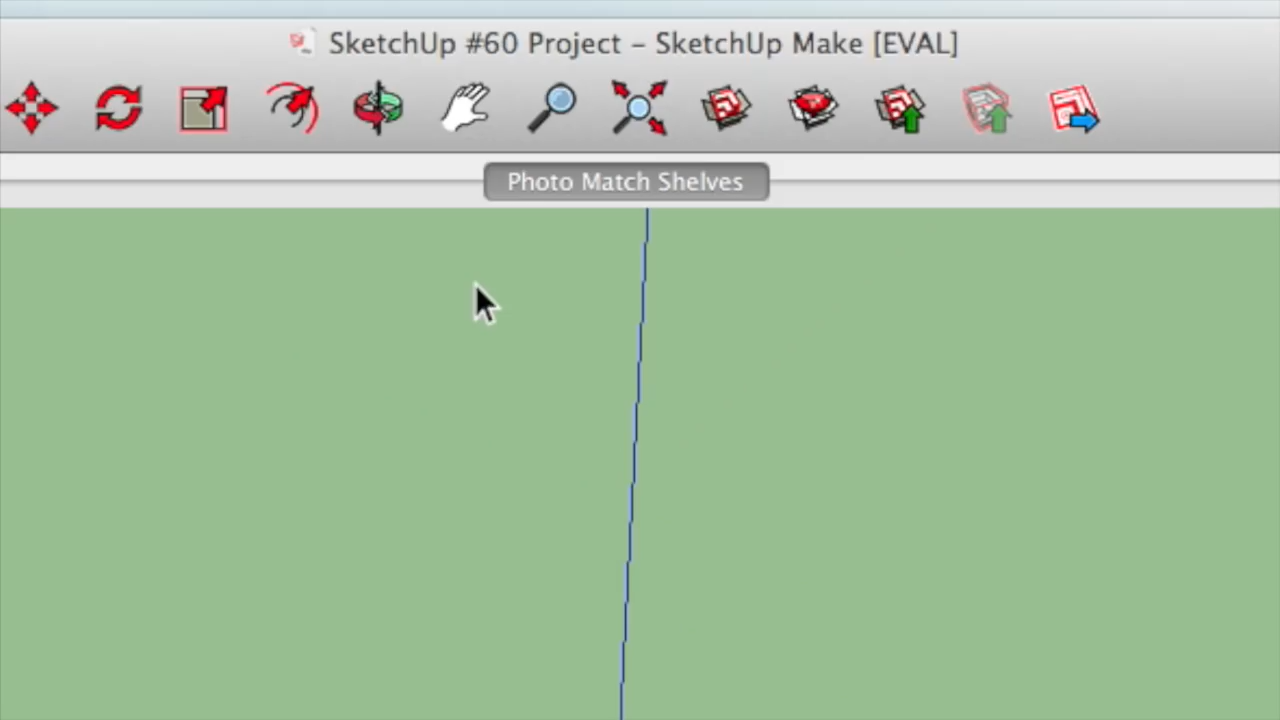 SketchUp #60 Project – SketchUp Make [EVAL]
Photo Match Shelves